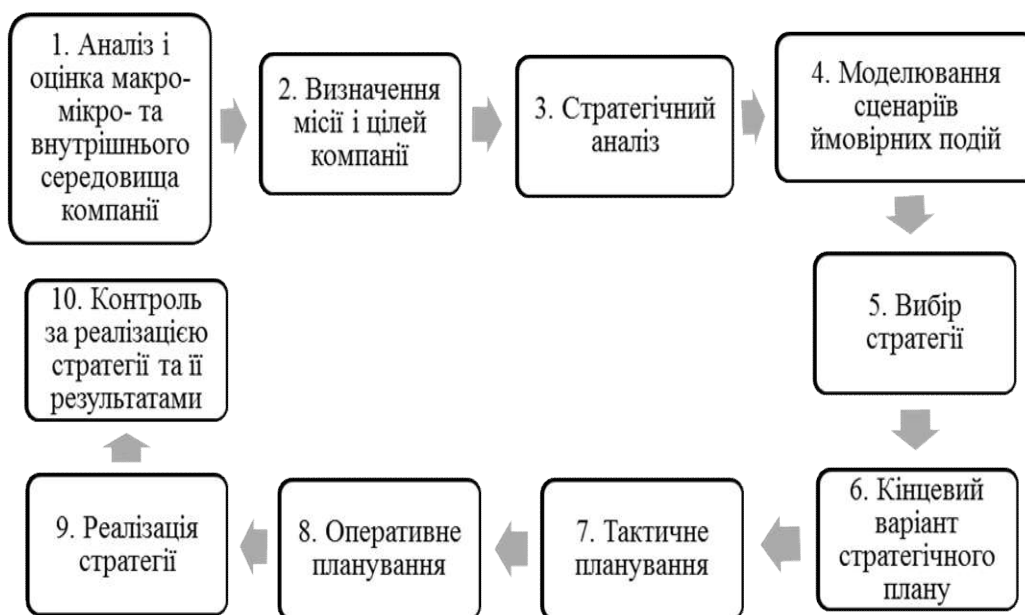 1. Аналіз і
оцінка макро-
мікро- та
внутрішнього
середовища
компанії
2. Визначення
місії і цілей
компанії
3. Стратегічний
аналіз
4. Моделювання
сценаріїв
ймовірних подій
5. Вибір
стратегії
6. Кінцевий
варіант
стратегічного
плану
7. Тактичне
планування
8. Оперативне
планування
9. Реалізація
стратегії
10. Контроль
за реалізацією
стратегії та її
результатами